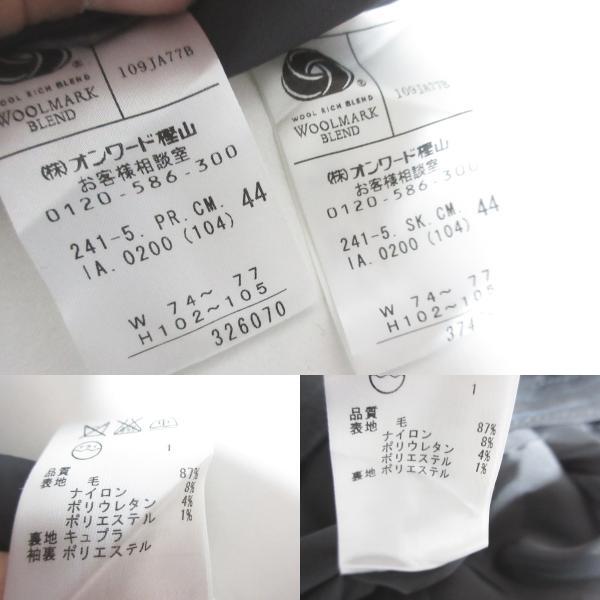 109JA77B
WOOL RICH BLEND
WOOLMARK
BLEND
(株)オンワード樫山
お客様相談室
0120-586-300
241-5. PR. CM. 44
IA. 0200 (104)
W 74～ 77
H102～105
326070
109JA77B
WOOL RICH BLEND
WOOLMARK
BLEND
(株)オンワード樫山
お客様相談室
0120-586-300
241-5. SK. CM. 44
IA. 0200 (104)
W 74～ 77
H102～105
374
1
品質
表地 毛 87%
ナイロン 8%
ポリウレタン 4%
ポリエステル 1%
裏地 キュプラ
袖裏 ポリエステル
1
品質
表地 毛 87%
ナイロン 8%
ポリウレタン 4%
ポリエステル 1%
裏地 ポリエステル